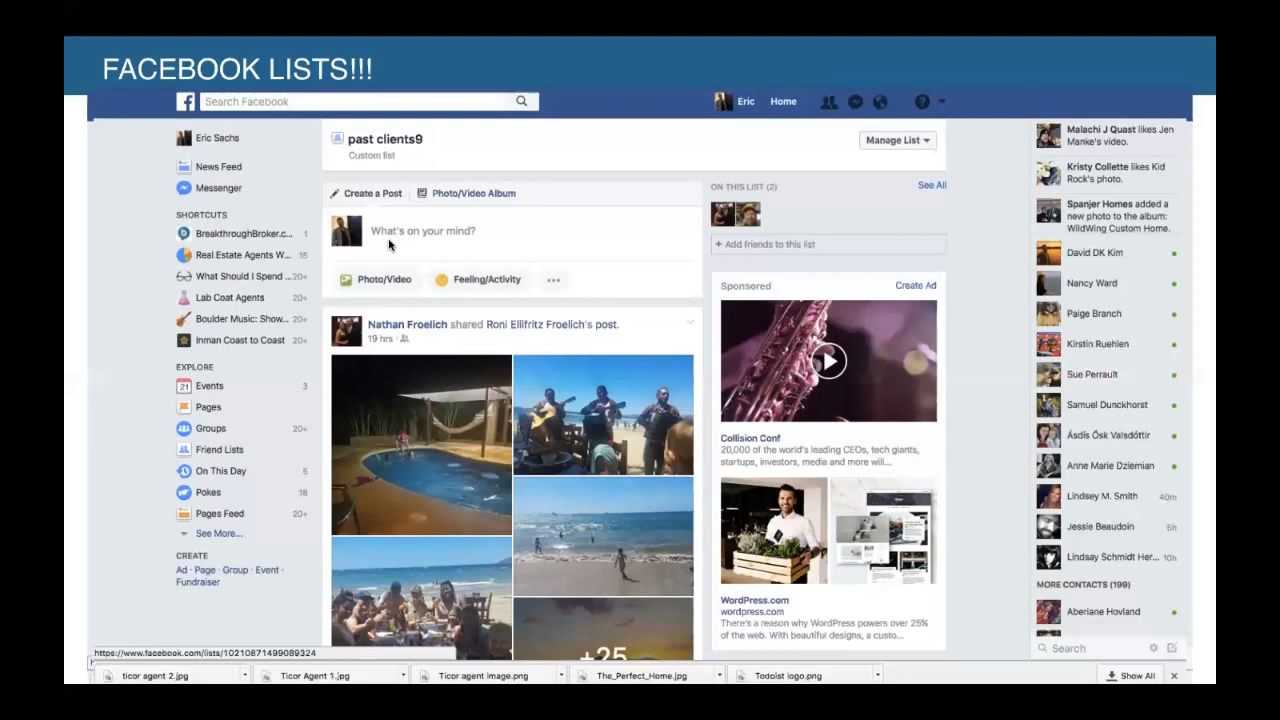 FACEBOOK LISTS!!!
Search Facebook
Eric Home
Eric Sachs
News Feed
Messenger
SHORTCUTS
BreakthroughBroker.c... 1
Real Estate Agents W... 15
What Should I Spend ... 20+
Lab Coat Agents 20+
Boulder Music: Show... 20+
Inman Coast to Coast 20+
EXPLORE
21 Events 3
Pages
Groups 20+
Friend Lists
On This Day 5
Pokes 18
Pages Feed 20+
See More...
CREATE
Ad · Page · Group · Event ·
Fundraiser
past clients9
Custom list
Manage List
Create a Post Photo/Video Album
What's on your mind?
Photo/Video Feeling/Activity ...
Nathan Froelich shared Roni Ellifritz Froelich's post.
19 hrs ·
+25
ON THIS LIST (2) See All
+ Add friends to this list
Sponsored Create Ad
Collision Conf
20,000 of the world's leading CEOs, tech giants,
startups, investors, media and more will...
WordPress.com
wordpress.com
There's a reason why WordPress powers over 25%
of the web. With beautiful designs, a custo...
Malachi J Quast likes Jen
Manke's video.
Kristy Collette likes Kid
Rock's photo.
Spanjer Homes added a
new photo to the album:
WildWing Custom Home.
David DK Kim
Nancy Ward
Paige Branch
Kirstin Ruehlen
Sue Perrault
Samuel Dunckhorst
Ásdís Ósk Valsdóttir
Anne Marie Dziemian
Lindsey M. Smith 40m
Jessie Beaudoin 5h
Lindsay Schmidt Her... 10h
MORE CONTACTS (199)
Aberiane Hovland
Search
https://www.facebook.com/lists/10210871499089324
ticor agent 2.jpg Ticor Agent 1.jpg Ticor agent image.png The_Perfect_Home.jpg Todoist logo.png Show All